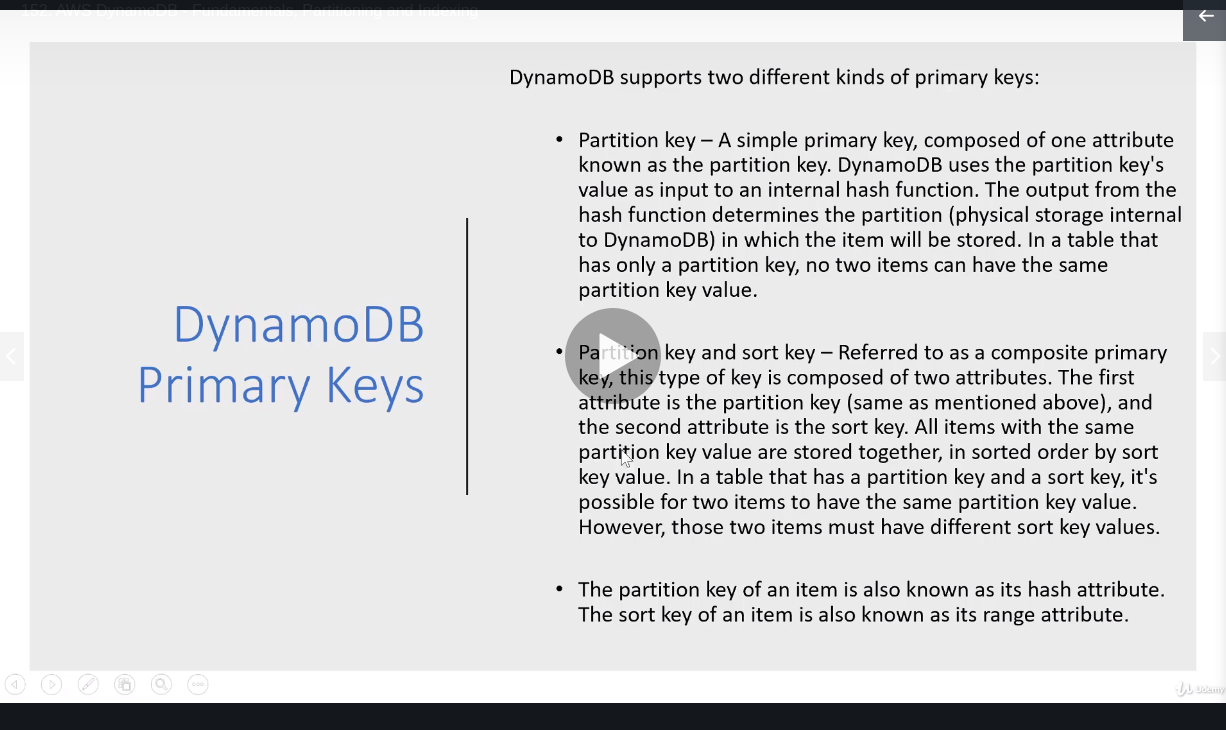 152. AWS DynamoDB - Fundamentals: Partitioning and Indexing
DynamoDB supports two different kinds of primary keys:
• Partition key – A simple primary key, composed of one attribute
known as the partition key. DynamoDB uses the partition key's
value as input to an internal hash function. The output from the
hash function determines the partition (physical storage internal
to DynamoDB) in which the item will be stored. In a table that
has only a partition key, no two items can have the same
partition key value.
DynamoDB
Primary Keys
• Partition key and sort key – Referred to as a composite primary
key, this type of key is composed of two attributes. The first
attribute is the partition key (same as mentioned above), and
the second attribute is the sort key. All items with the same
partition key value are stored together, in sorted order by sort
key value. In a table that has a partition key and a sort key, it's
possible for two items to have the same partition key value.
However, those two items must have different sort key values.
• The partition key of an item is also known as its hash attribute.
The sort key of an item is also known as its range attribute.
Udemy